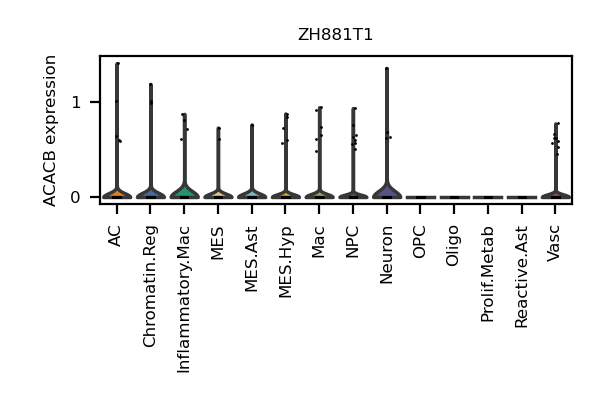 ZH881T1
ACACB expression
1
0
AC
Chromatin.Reg
Inflammatory.Mac
MES
MES.Ast
MES.Hyp
Mac
NPC
Neuron
OPC
Oligo
Prolif.Metab
Reactive.Ast
Vasc